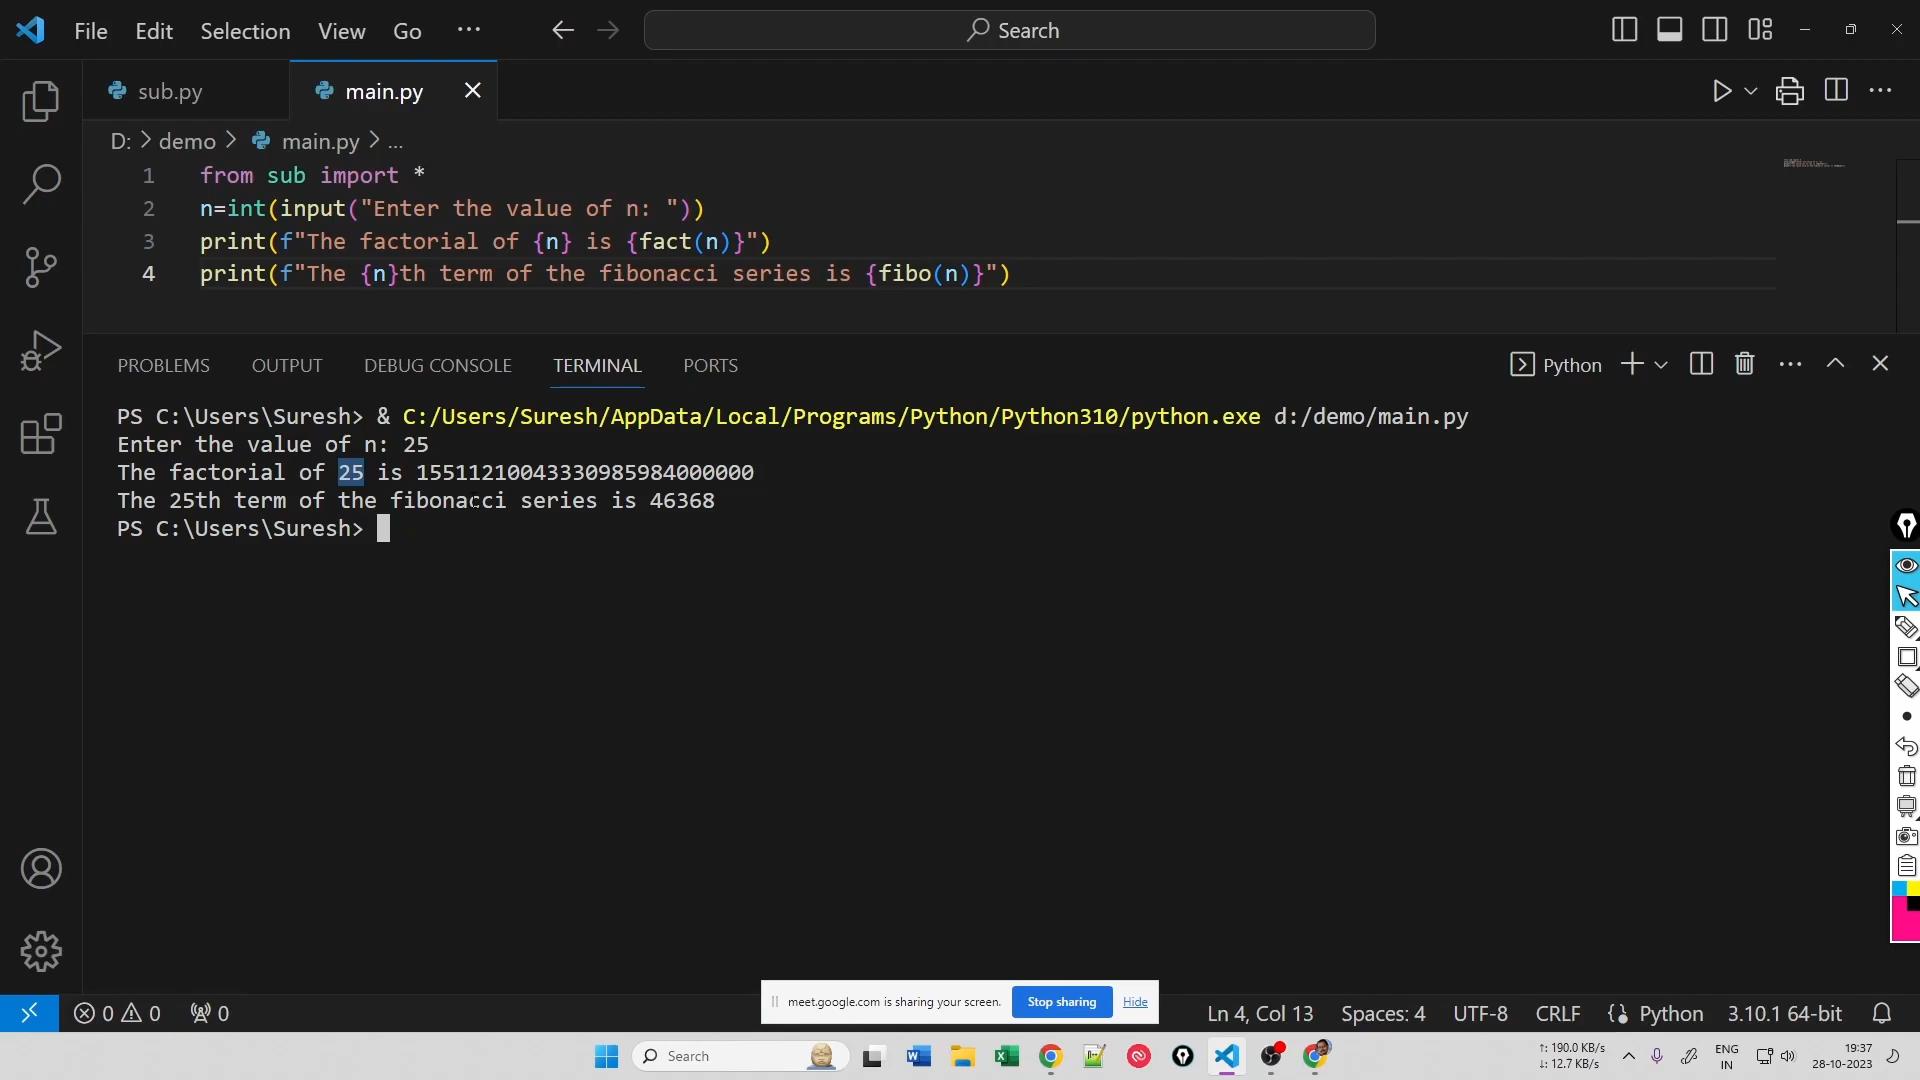 File Edit Selection View Go ... Search
sub.py main.py
D: > demo > main.py > ...
1 from sub import *
2 n=int(input("Enter the value of n: "))
3 print(f"The factorial of {n} is {fact(n)}")
4 print(f"The {n}th term of the fibonacci series is {fibo(n)}")
PROBLEMS OUTPUT DEBUG CONSOLE TERMINAL PORTS Python
PS C:\Users\Suresh> & C:/Users/Suresh/AppData/Local/Programs/Python/Python310/python.exe d:/demo/main.py
Enter the value of n: 25
The factorial of 25 is 15511210043330985984000000
The 25th term of the fibonacci series is 46368
PS C:\Users\Suresh>
meet.google.com is sharing your screen. Stop sharing Hide
0 0 0 Ln 4, Col 13 Spaces: 4 UTF-8 CRLF Python 3.10.1 64-bit
Search
↑: 190.0 KB/s
↓: 12.7 KB/s
ENG
IN
19:37
28-10-2023